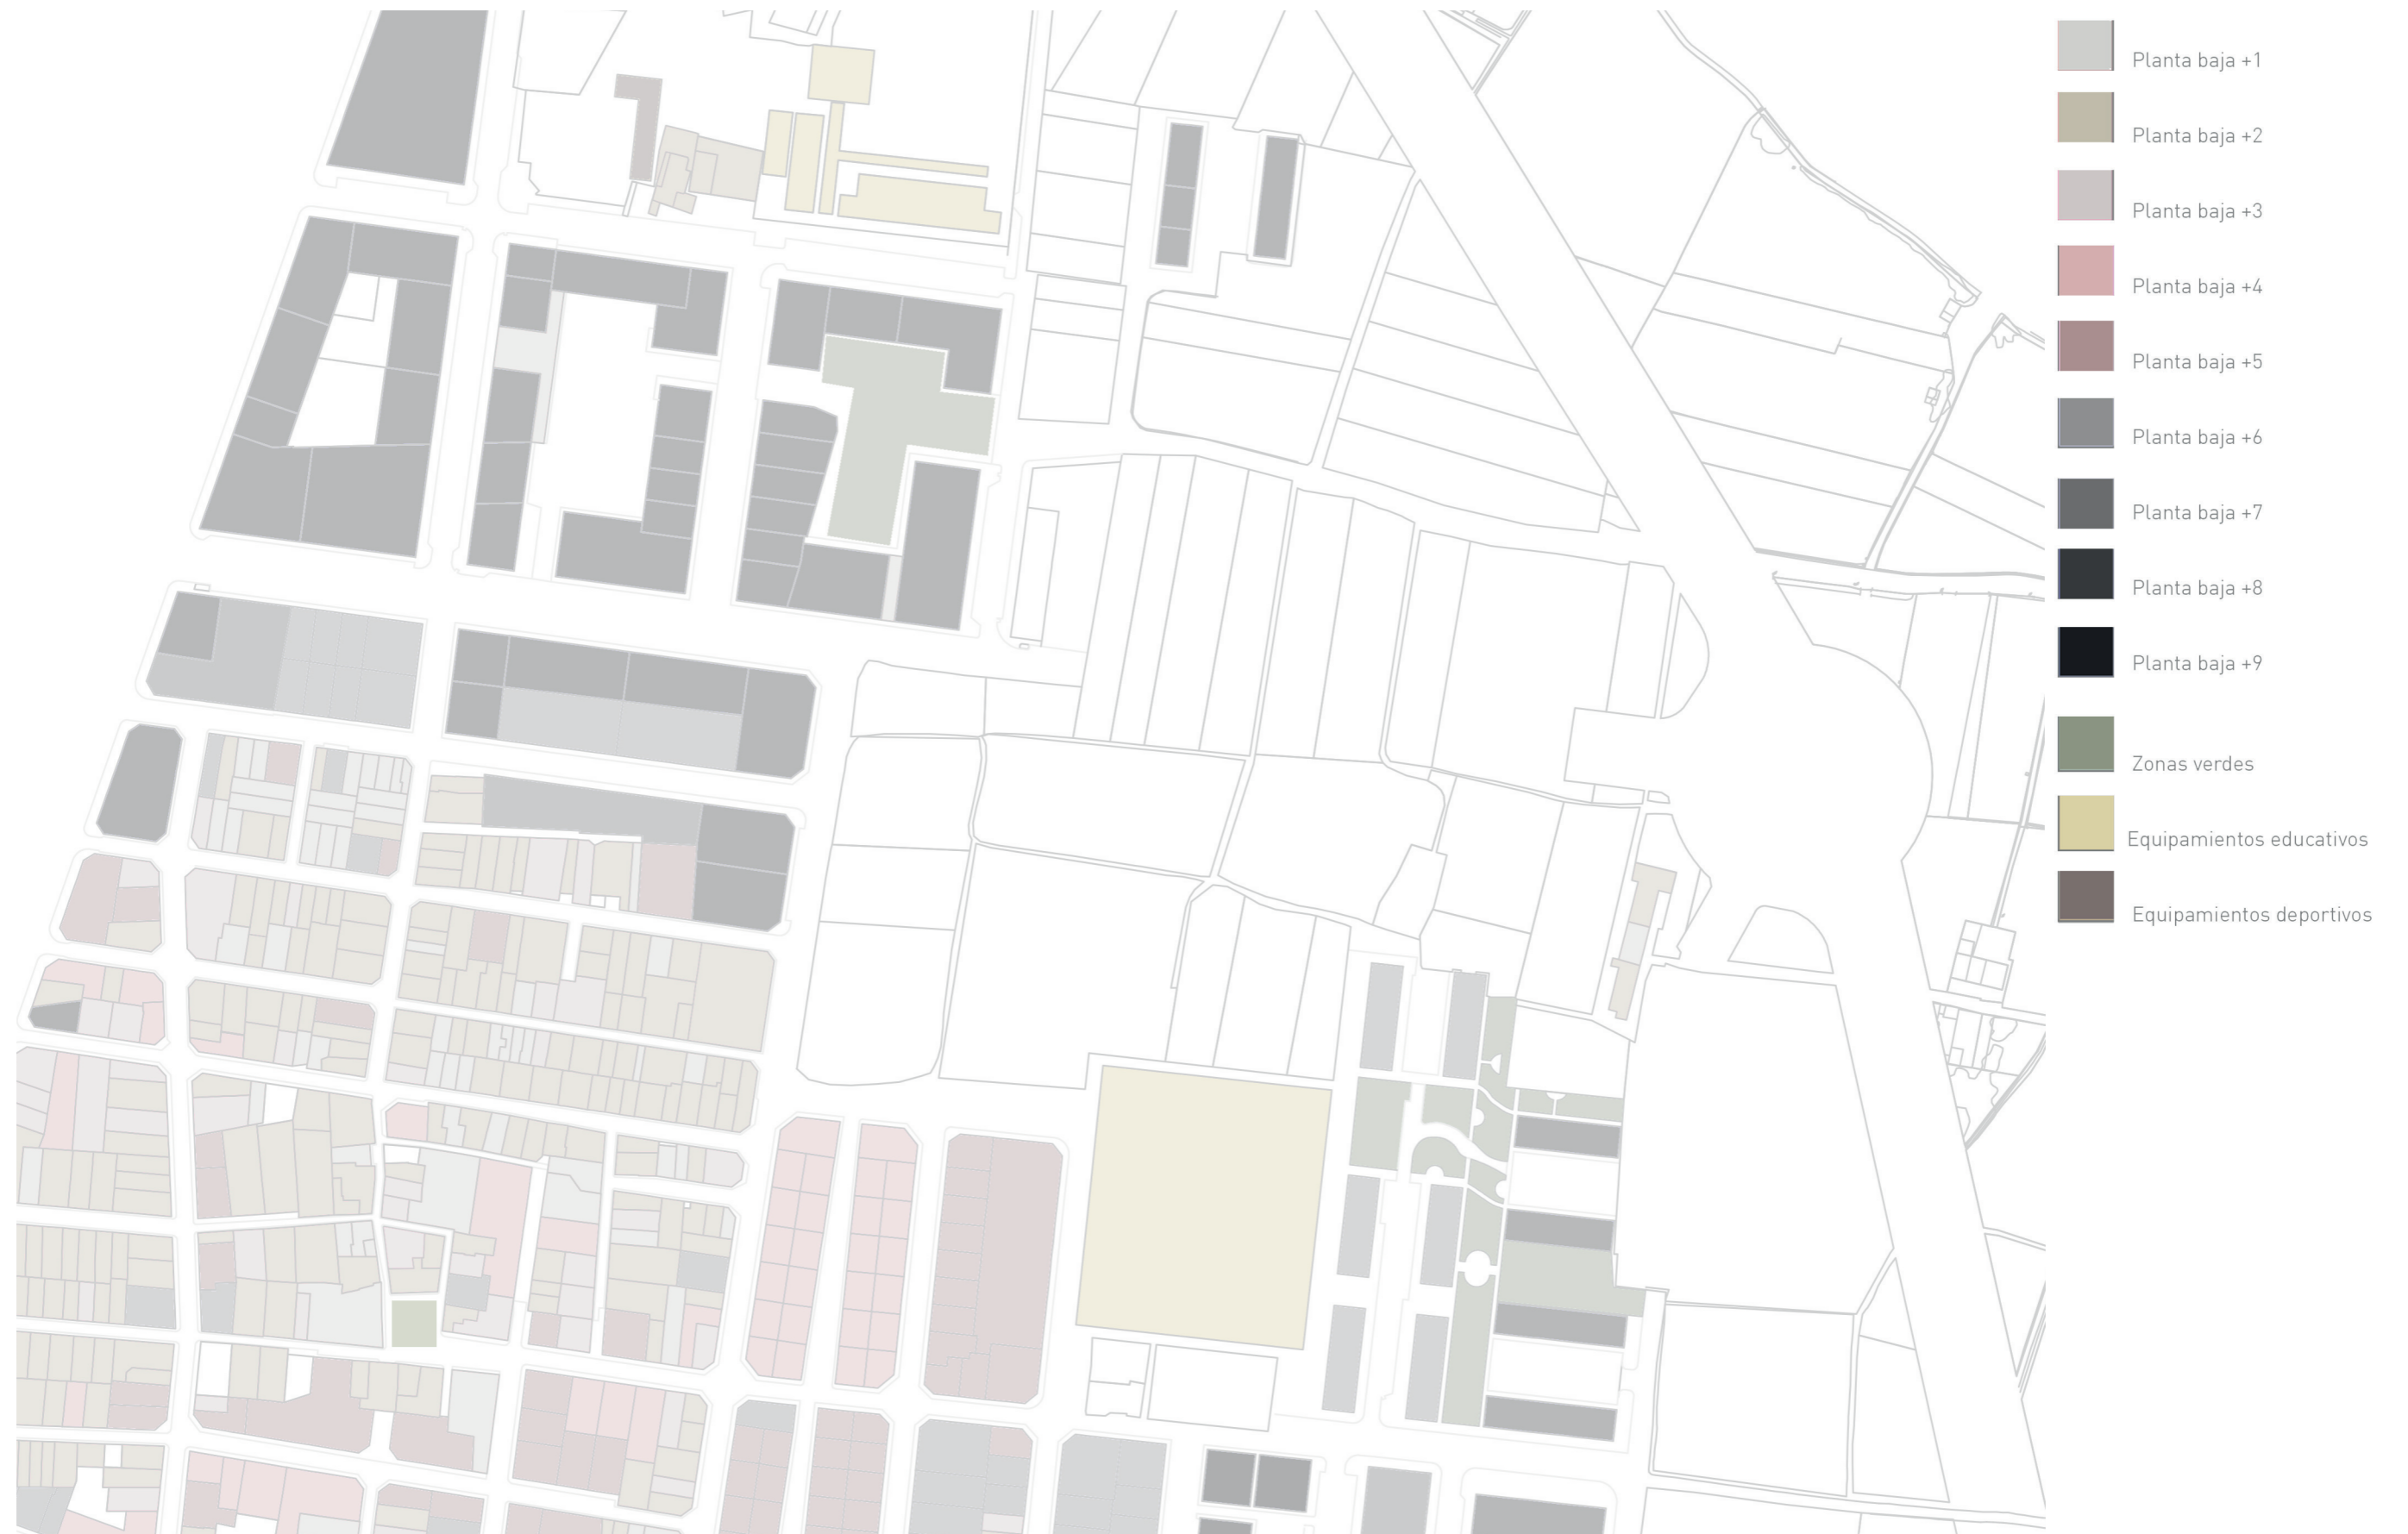 Planta baja +1
Planta baja +2
Planta baja +3
Planta baja +4
Planta baja +5
Planta baja +6
Planta baja +7
Planta baja +8
Planta baja +9
Zonas verdes
Equipamientos educativos
Equipamientos deportivos